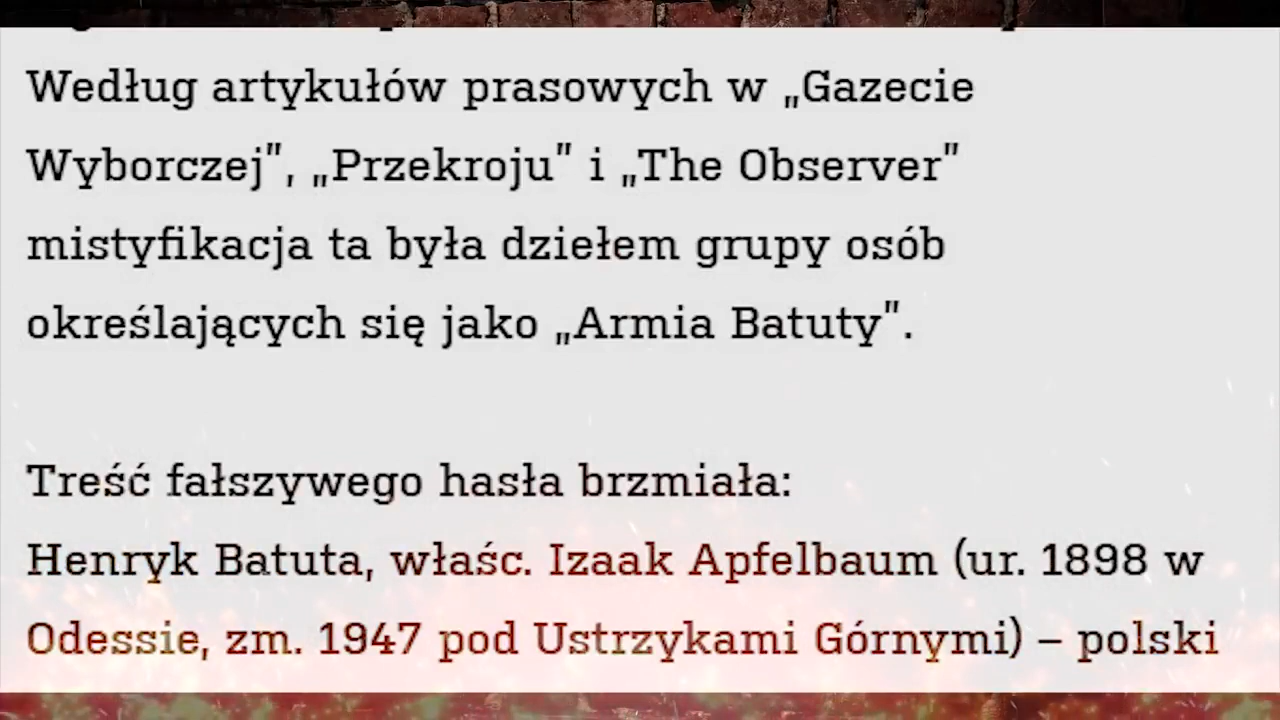 Według artykułów prasowych w „Gazecie
Wyborczej”, „Przekroju” i „The Observer”
mistyfikacja ta była dziełem grupy osób
określających się jako „Armia Batuty”.
Treść fałszywego hasła brzmiała:
Henryk Batuta, właśc. Izaak Apfelbaum (ur. 1898 w
Odessie, zm. 1947 pod Ustrzykami Górnymi) – polski